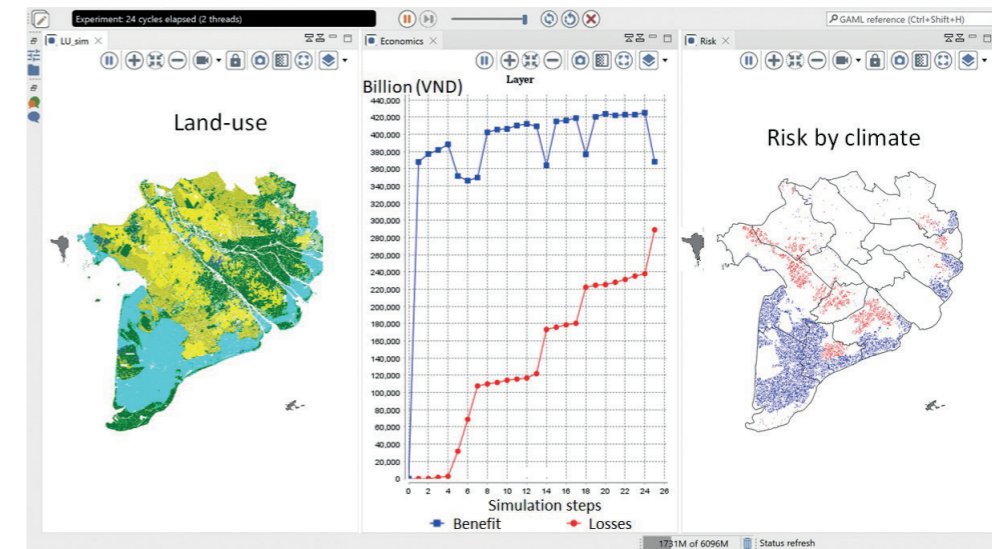 Experiment: 24 cycles elapsed (2 threads)
GAML reference (Ctrl+Shift+H)
LU_sim
Economics
Risk
Land-use
Billion (VND)
Layer
440,000
420,000
400,000
380,000
360,000
340,000
320,000
300,000
280,000
260,000
240,000
220,000
200,000
180,000
160,000
140,000
120,000
100,000
80,000
60,000
40,000
20,000
0
0 2 4 6 8 10 12 14 16 18 20 22 24 26
Simulation steps
Benefit
Losses
Risk by climate
1731M of 6096M
Status refresh